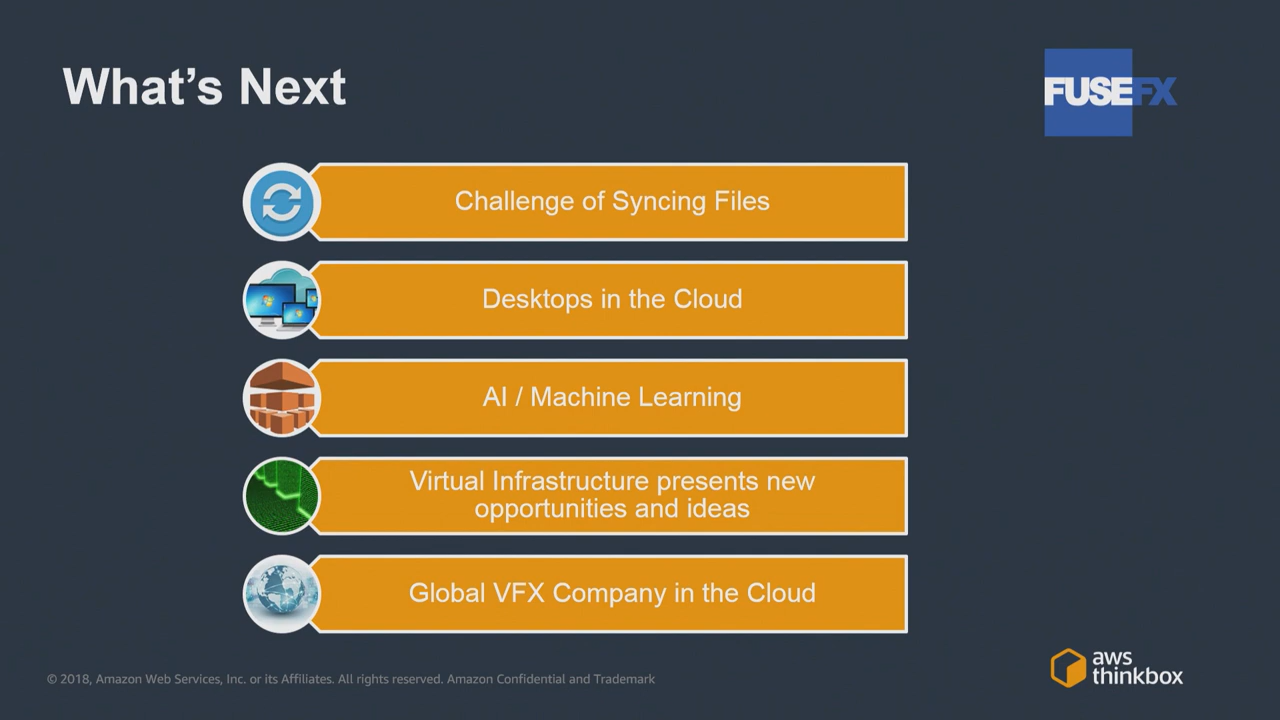 What's Next
FUSEFX
Challenge of Syncing Files
Desktops in the Cloud
AI / Machine Learning
Virtual Infrastructure presents new
opportunities and ideas
Global VFX Company in the Cloud
© 2018, Amazon Web Services, Inc. or its Affiliates. All rights reserved. Amazon Confidential and Trademark
aws
thinkbox